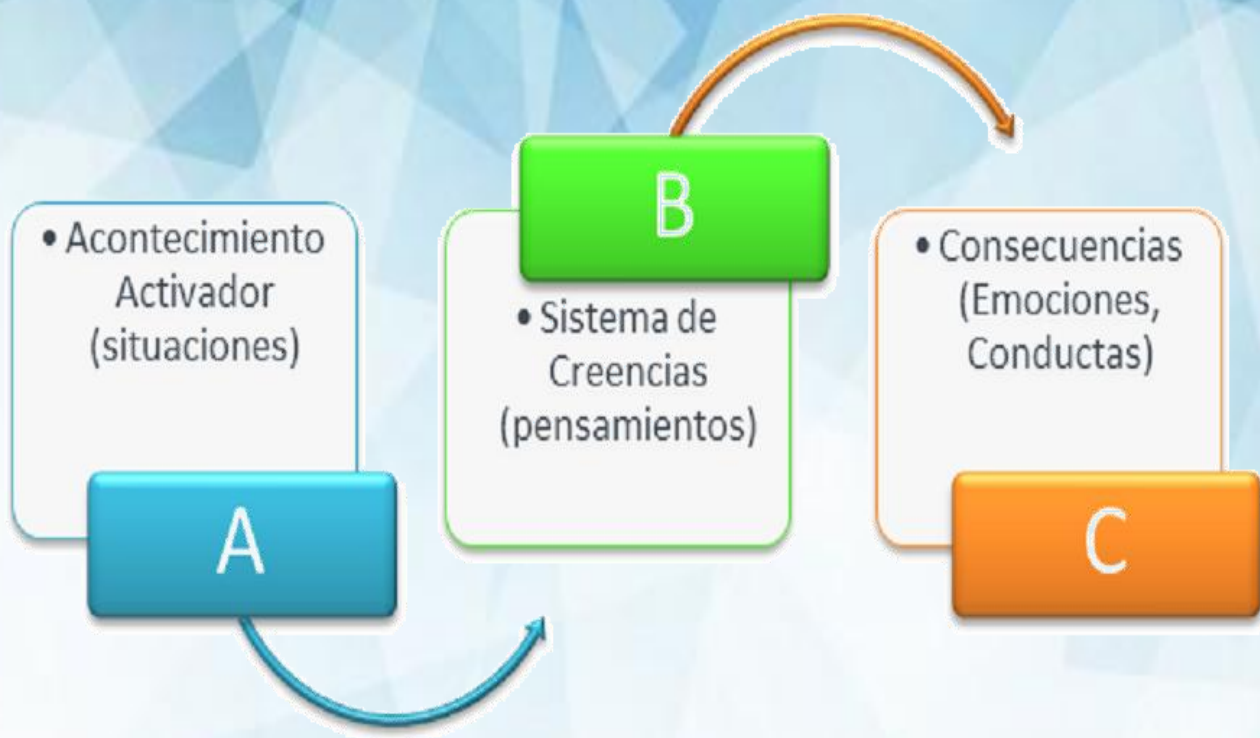 • Acontecimiento
Activador
(situaciones)
A
B
• Sistema de
Creencias
(pensamientos)
• Consecuencias
(Emociones,
Conductas)
C